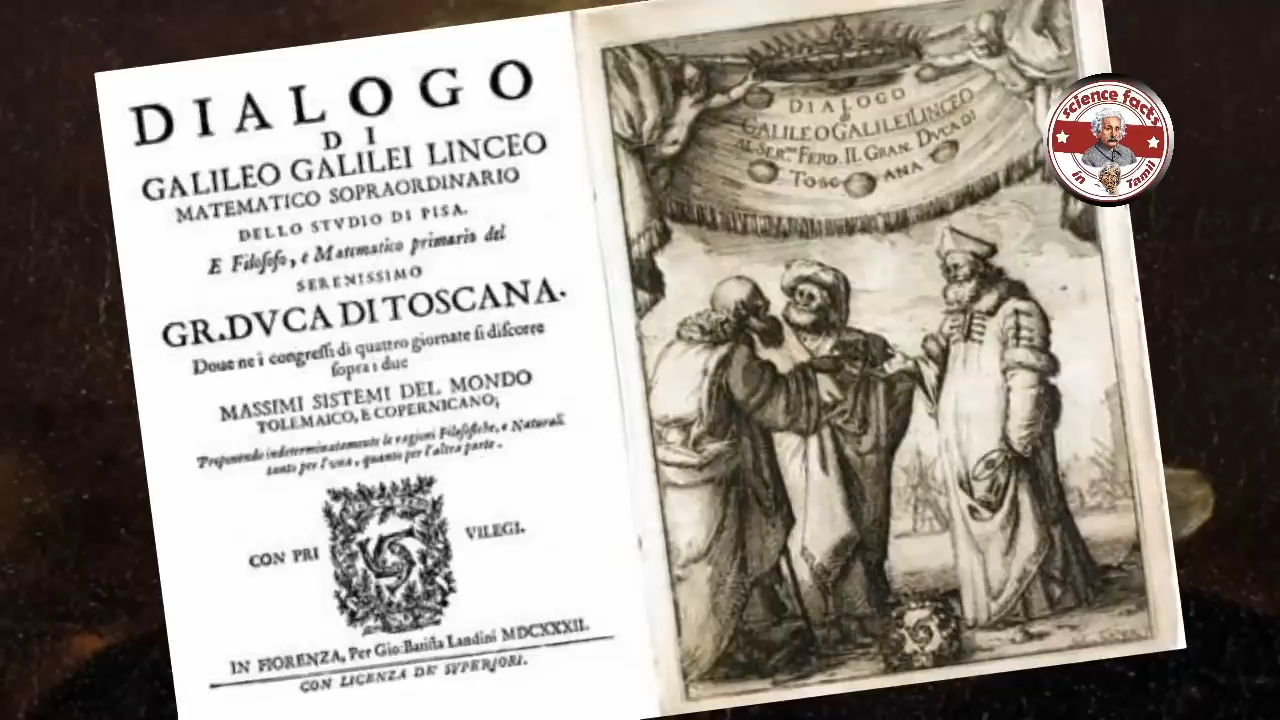 DIALOGO
DI
GALILEO GALILEI LINCEO
MATEMATICO SOPRAORDINARIO
DELLO STVDIO DI PISA.
E Filosofo, e Matematico primario del
SERENISSIMO
GR.DVCA DI TOSCANA.
Doue ne i congressi di quattro giornate si discorre
sopra i due
MASSIMI SISTEMI DEL MONDO
TOLEMAICO, E COPERNICANO;
Proponendo indeterminatamente le ragioni Filosofiche, e Naturali
tanto per l'vna, quanto per l'altra parte.
CON PRI VILEGI.
IN FIORENZA, Per Gio:Batista Landini MDCXXXII.
CON LICENZA DE' SVPERIORI.
DIALOGO
di
GALILEO GALILEI LINCEO
AL SER.mo FERD. II. GRAN. DVCA DI
TOSCANA
science facts
in Tamil